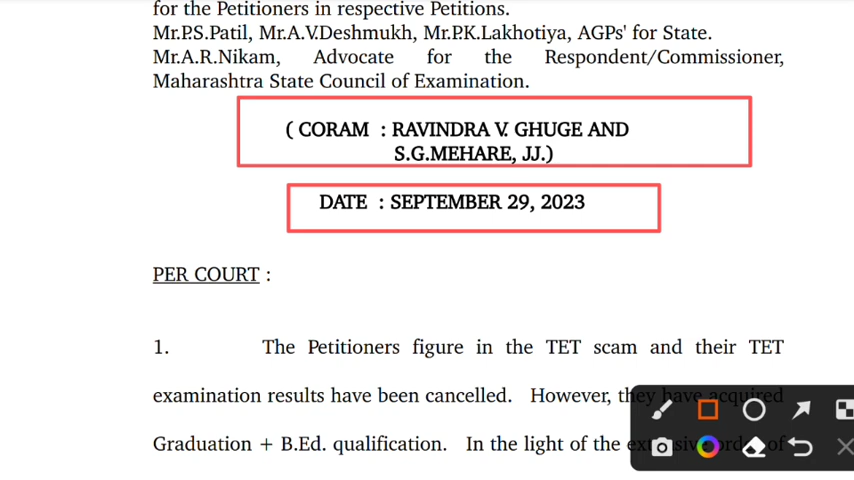 for the Petitioners in respective Petitions.
Mr.P.S.Patil, Mr.A.V.Deshmukh, Mr.P.K.Lakhotiya, AGPs' for State.
Mr.A.R.Nikam, Advocate for the Respondent/Commissioner,
Maharashtra State Council of Examination.
( CORAM : RAVINDRA V. GHUGE AND
S.G.MEHARE, JJ.)
DATE : SEPTEMBER 29, 2023
PER COURT :
1. The Petitioners figure in the TET scam and their TET
examination results have been cancelled. However, they have acquired
Graduation + B.Ed. qualification. In the light of the of